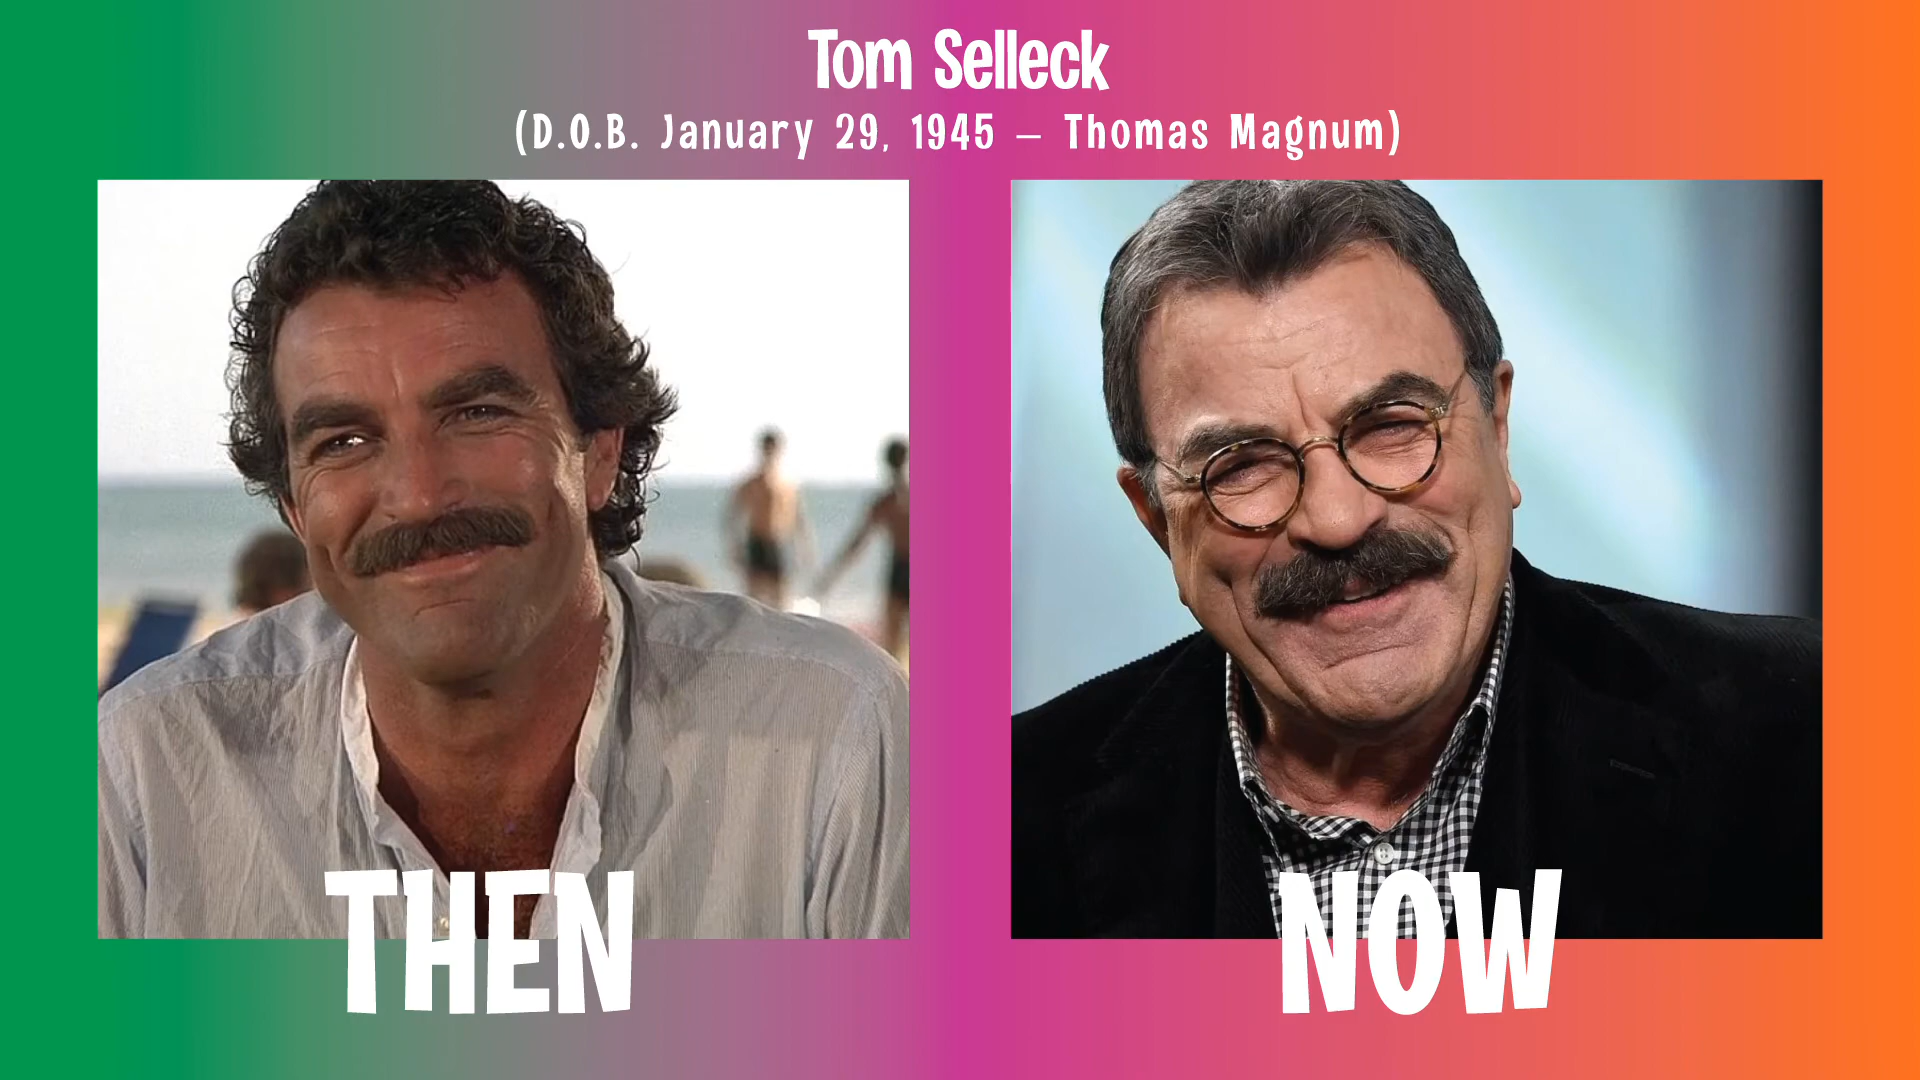 Tom Selleck
(D.O.B. January 29, 1945 – Thomas Magnum)
THEN
NOW